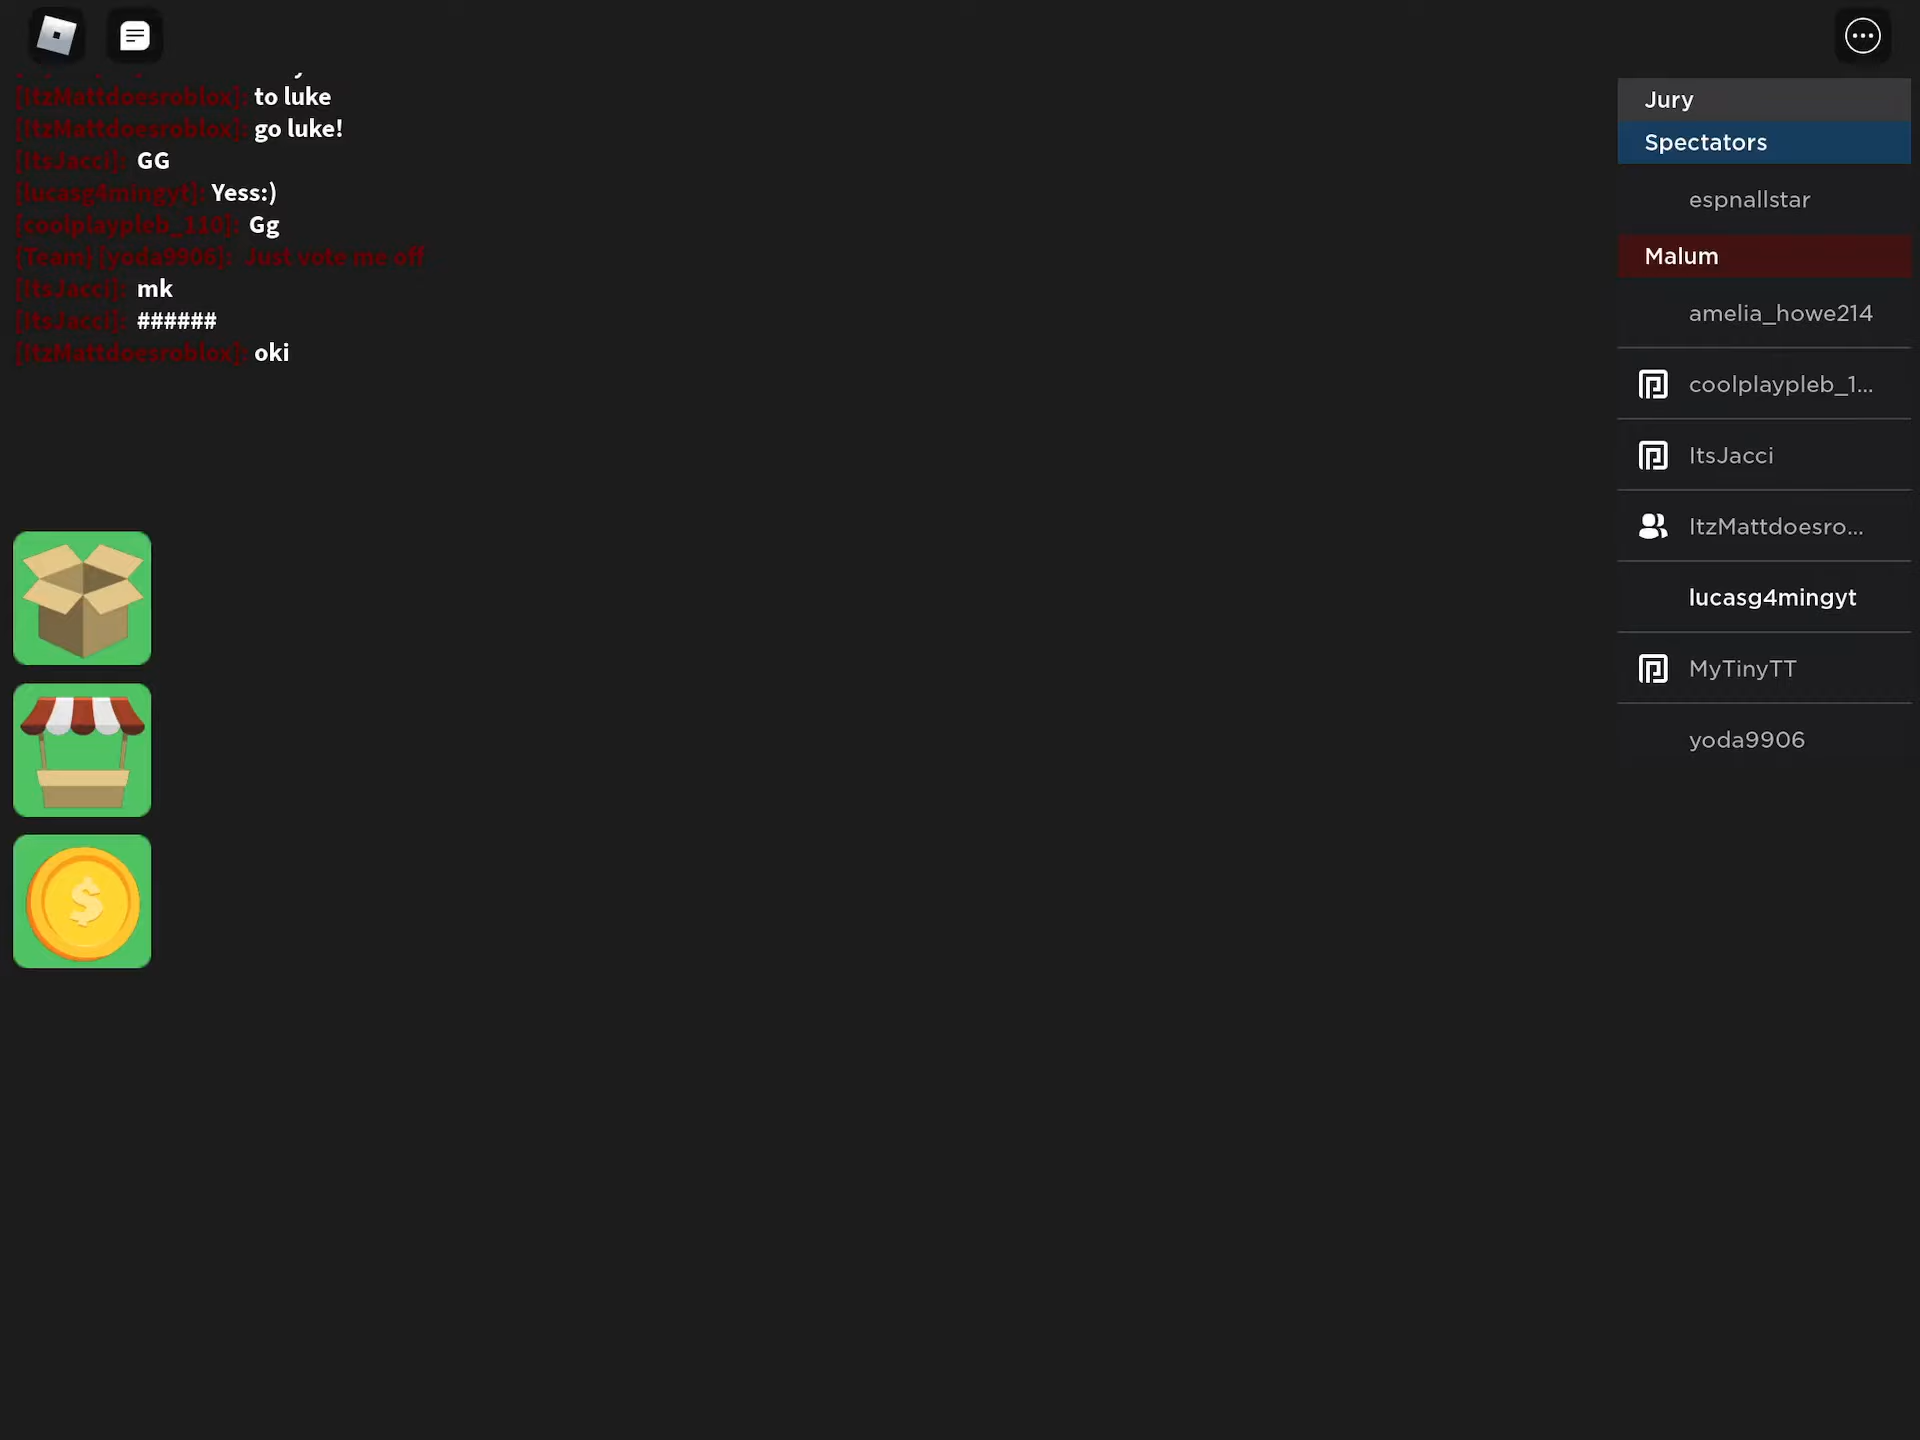 [ItzMattdoesroblox]: to luke
[ItzMattdoesroblox]: go luke!
[ItsJacci]: GG
[lucasg4mingyt]: Yess:)
[coolplaypleb_110]: Gg
{Team} [yoda9906]: Just vote me off
[ItsJacci]: mk
[ItsJacci]: ######
[ItzMattdoesroblox]: oki
Jury
Spectators
espnallstar
Malum
amelia_howe214
coolplaypleb_1...
ItsJacci
ItzMattdoesro...
lucasg4mingyt
MyTinyTT
yoda9906
$